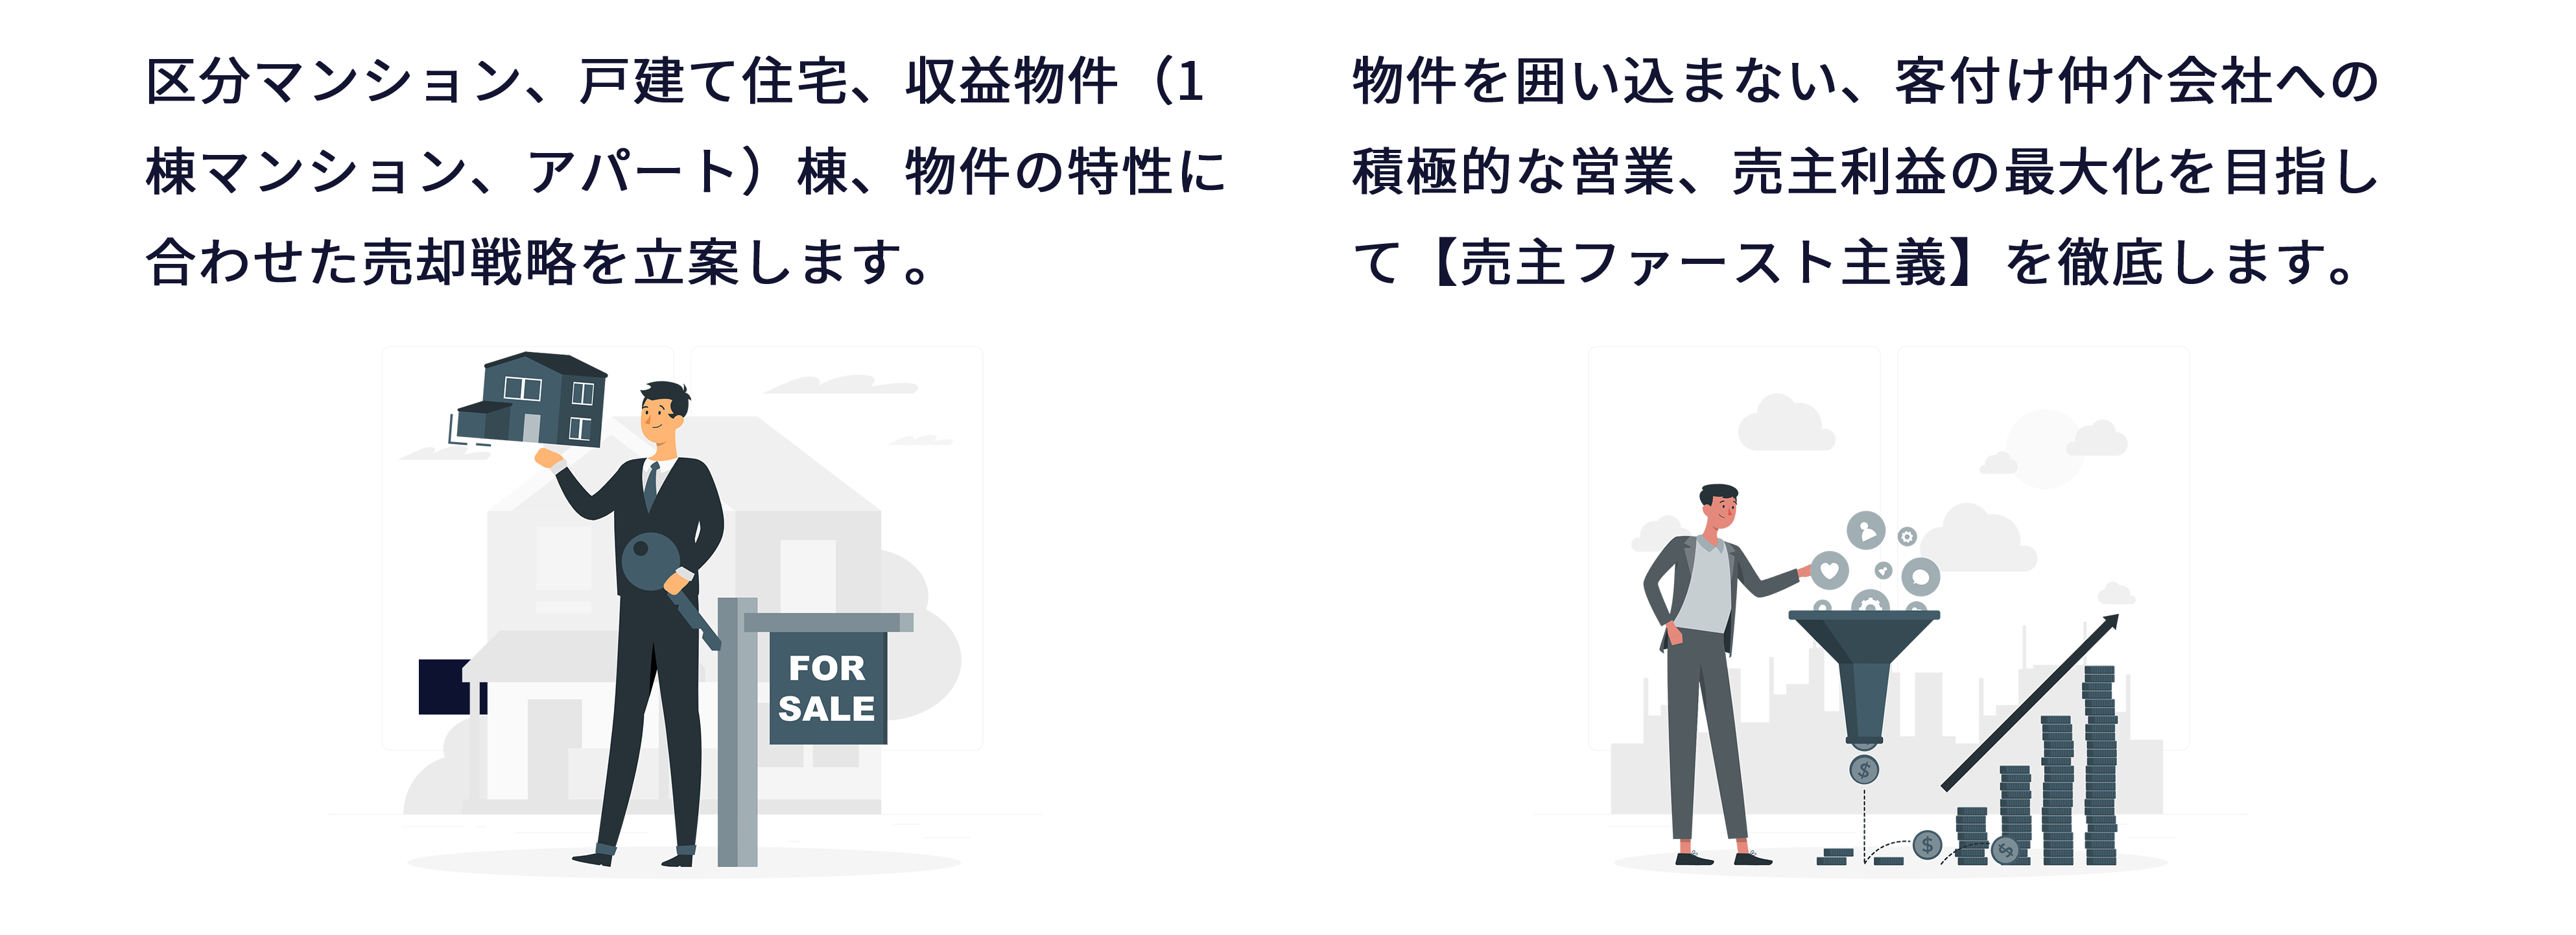 区分マンション、戸建て住宅、収益物件（1
棟マンション、アパート）棟、物件の特性に
合わせた売却戦略を立案します。
FOR
SALE
物件を囲い込まない、客付け仲介会社への
積極的な営業、売主利益の最大化を目指し
て【売主ファースト主義】を徹底します。
$
$
$